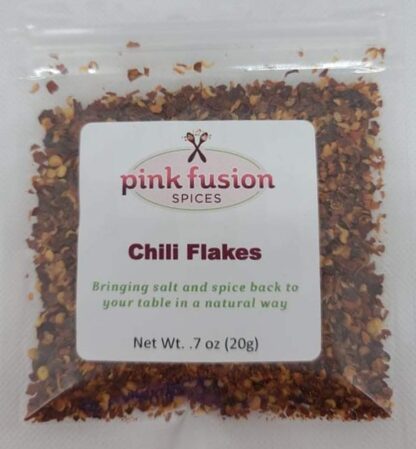 pink fusion
SPICES
Chili Flakes
Bringing salt and spice back to
your table in a natural way
Net Wt. .7 oz (20g)